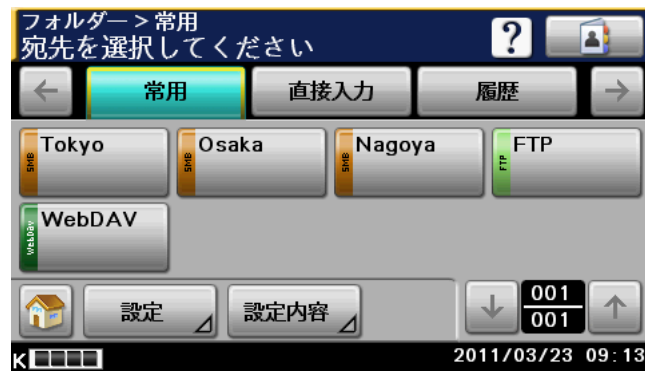 フォルダー＞常用
宛先を選択してください
?
← 常用 直接入力 履歴 →
SMB Tokyo SMB Osaka SMB Nagoya FTP FTP
WebDAV WebDAV
設定 設定内容 ↓ 001 ↑
001
K 2011/03/23 09:13